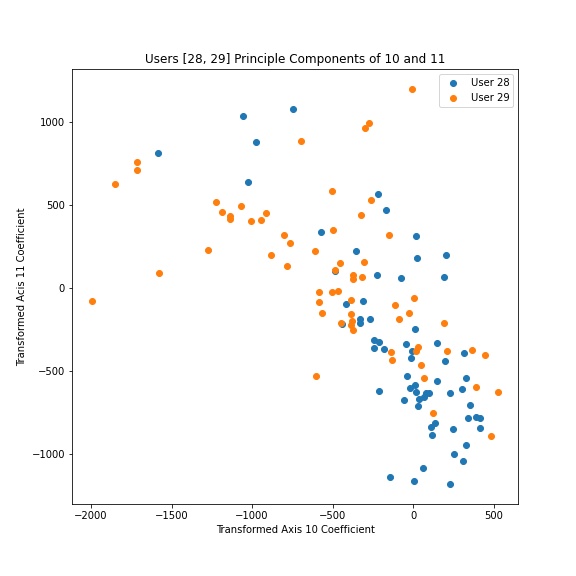 Users [28, 29] Principle Components of 10 and 11
User 28
User 29
Transformed Acis 11 Coefficient
1000
500
0
−500
−1000
−2000 −1500 −1000 −500 0 500
Transformed Axis 10 Coefficient